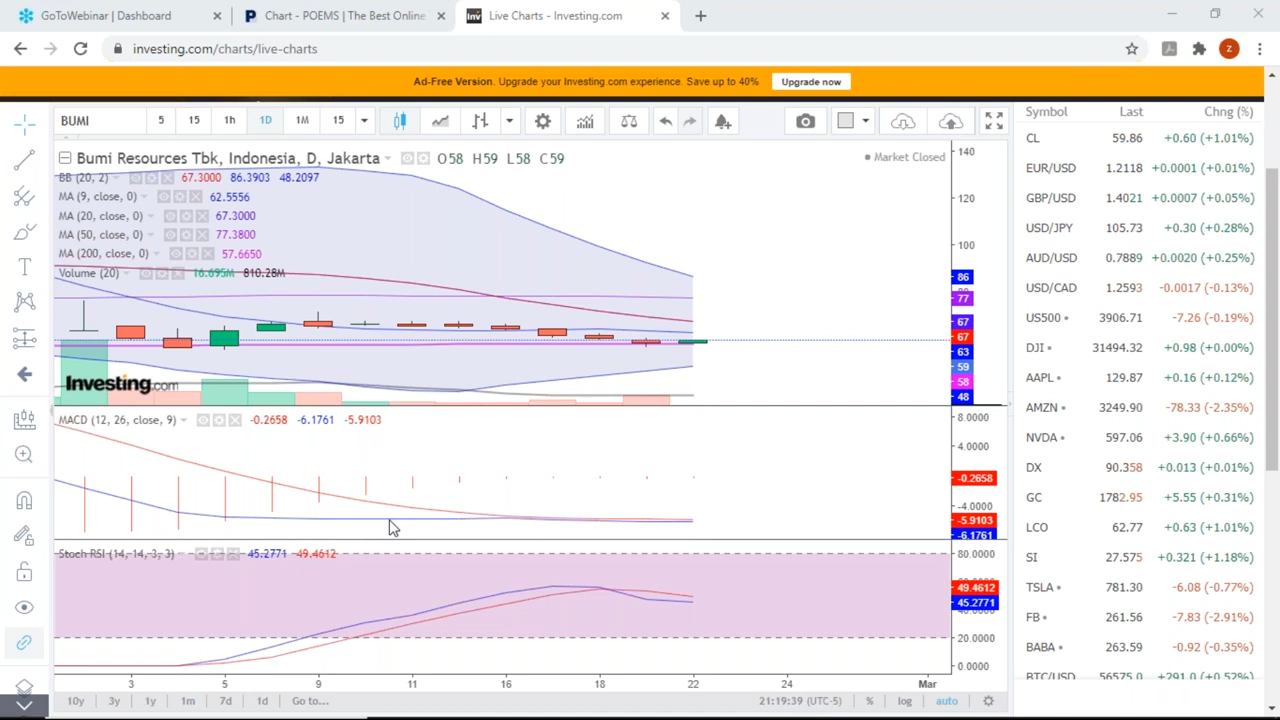 GoToWebinar | Dashboard
Chart - POEMS | The Best Online
Live Charts - Investing.com
investing.com/charts/live-charts
Z
Ad-Free Version. Upgrade your Investing.com experience. Save up to 40% Upgrade now
BUMI 5 15 1h 1D 1M 15
Bumi Resources Tbk, Indonesia, D, Jakarta O58 H59 L58 C59 Market Closed
BB (20, 2) 67.3000 86.3903 48.2097
MA (9, close, 0) 62.5556
MA (20, close, 0) 67.3000
MA (50, close, 0) 77.3800
MA (200, close, 0) 57.6650
Volume (20) 16.695M 810.28M
140
120
100
86
77
67
67
63
59
58
48
Investing.com
MACD (12, 26, close, 9) -0.2658 -6.1761 -5.9103
8.0000
4.0000
-0.2658
-4.0000
-5.9103
-6.1761
Stoch RSI (14, 14, 3, 3) 45.2771 49.4612
80.0000
49.4612
45.2771
40.0000
20.0000
0.0000
3 5 9 11 16 18 22 24 Mar
10y 3y 1y 1m 7d 1d Go to... 21:19:39 (UTC-5) % log auto
Symbol Last Chng (%)
CL 59.86 +0.60 (+1.01%)
EUR/USD 1.2118 +0.0001 (+0.01%)
GBP/USD 1.4021 +0.0007 (+0.05%)
USD/JPY 105.73 +0.30 (+0.28%)
AUD/USD 0.7889 +0.0020 (+0.25%)
USD/CAD 1.2593 -0.0017 (-0.13%)
US500 3906.71 -7.26 (-0.19%)
DJI 31494.32 +0.98 (+0.00%)
AAPL 129.87 +0.16 (+0.12%)
AMZN 3249.90 -78.33 (-2.35%)
NVDA 597.06 +3.90 (+0.66%)
DX 90.358 +0.013 (+0.01%)
GC 1782.95 +5.55 (+0.31%)
LCO 62.77 +0.63 (+1.01%)
SI 27.575 +0.321 (+1.18%)
TSLA 781.30 -6.08 (-0.77%)
FB 261.56 -7.83 (-2.91%)
BABA 263.59 -0.92 (-0.35%)
BTC/USD 56575.0 +291.0 (+0.52%)